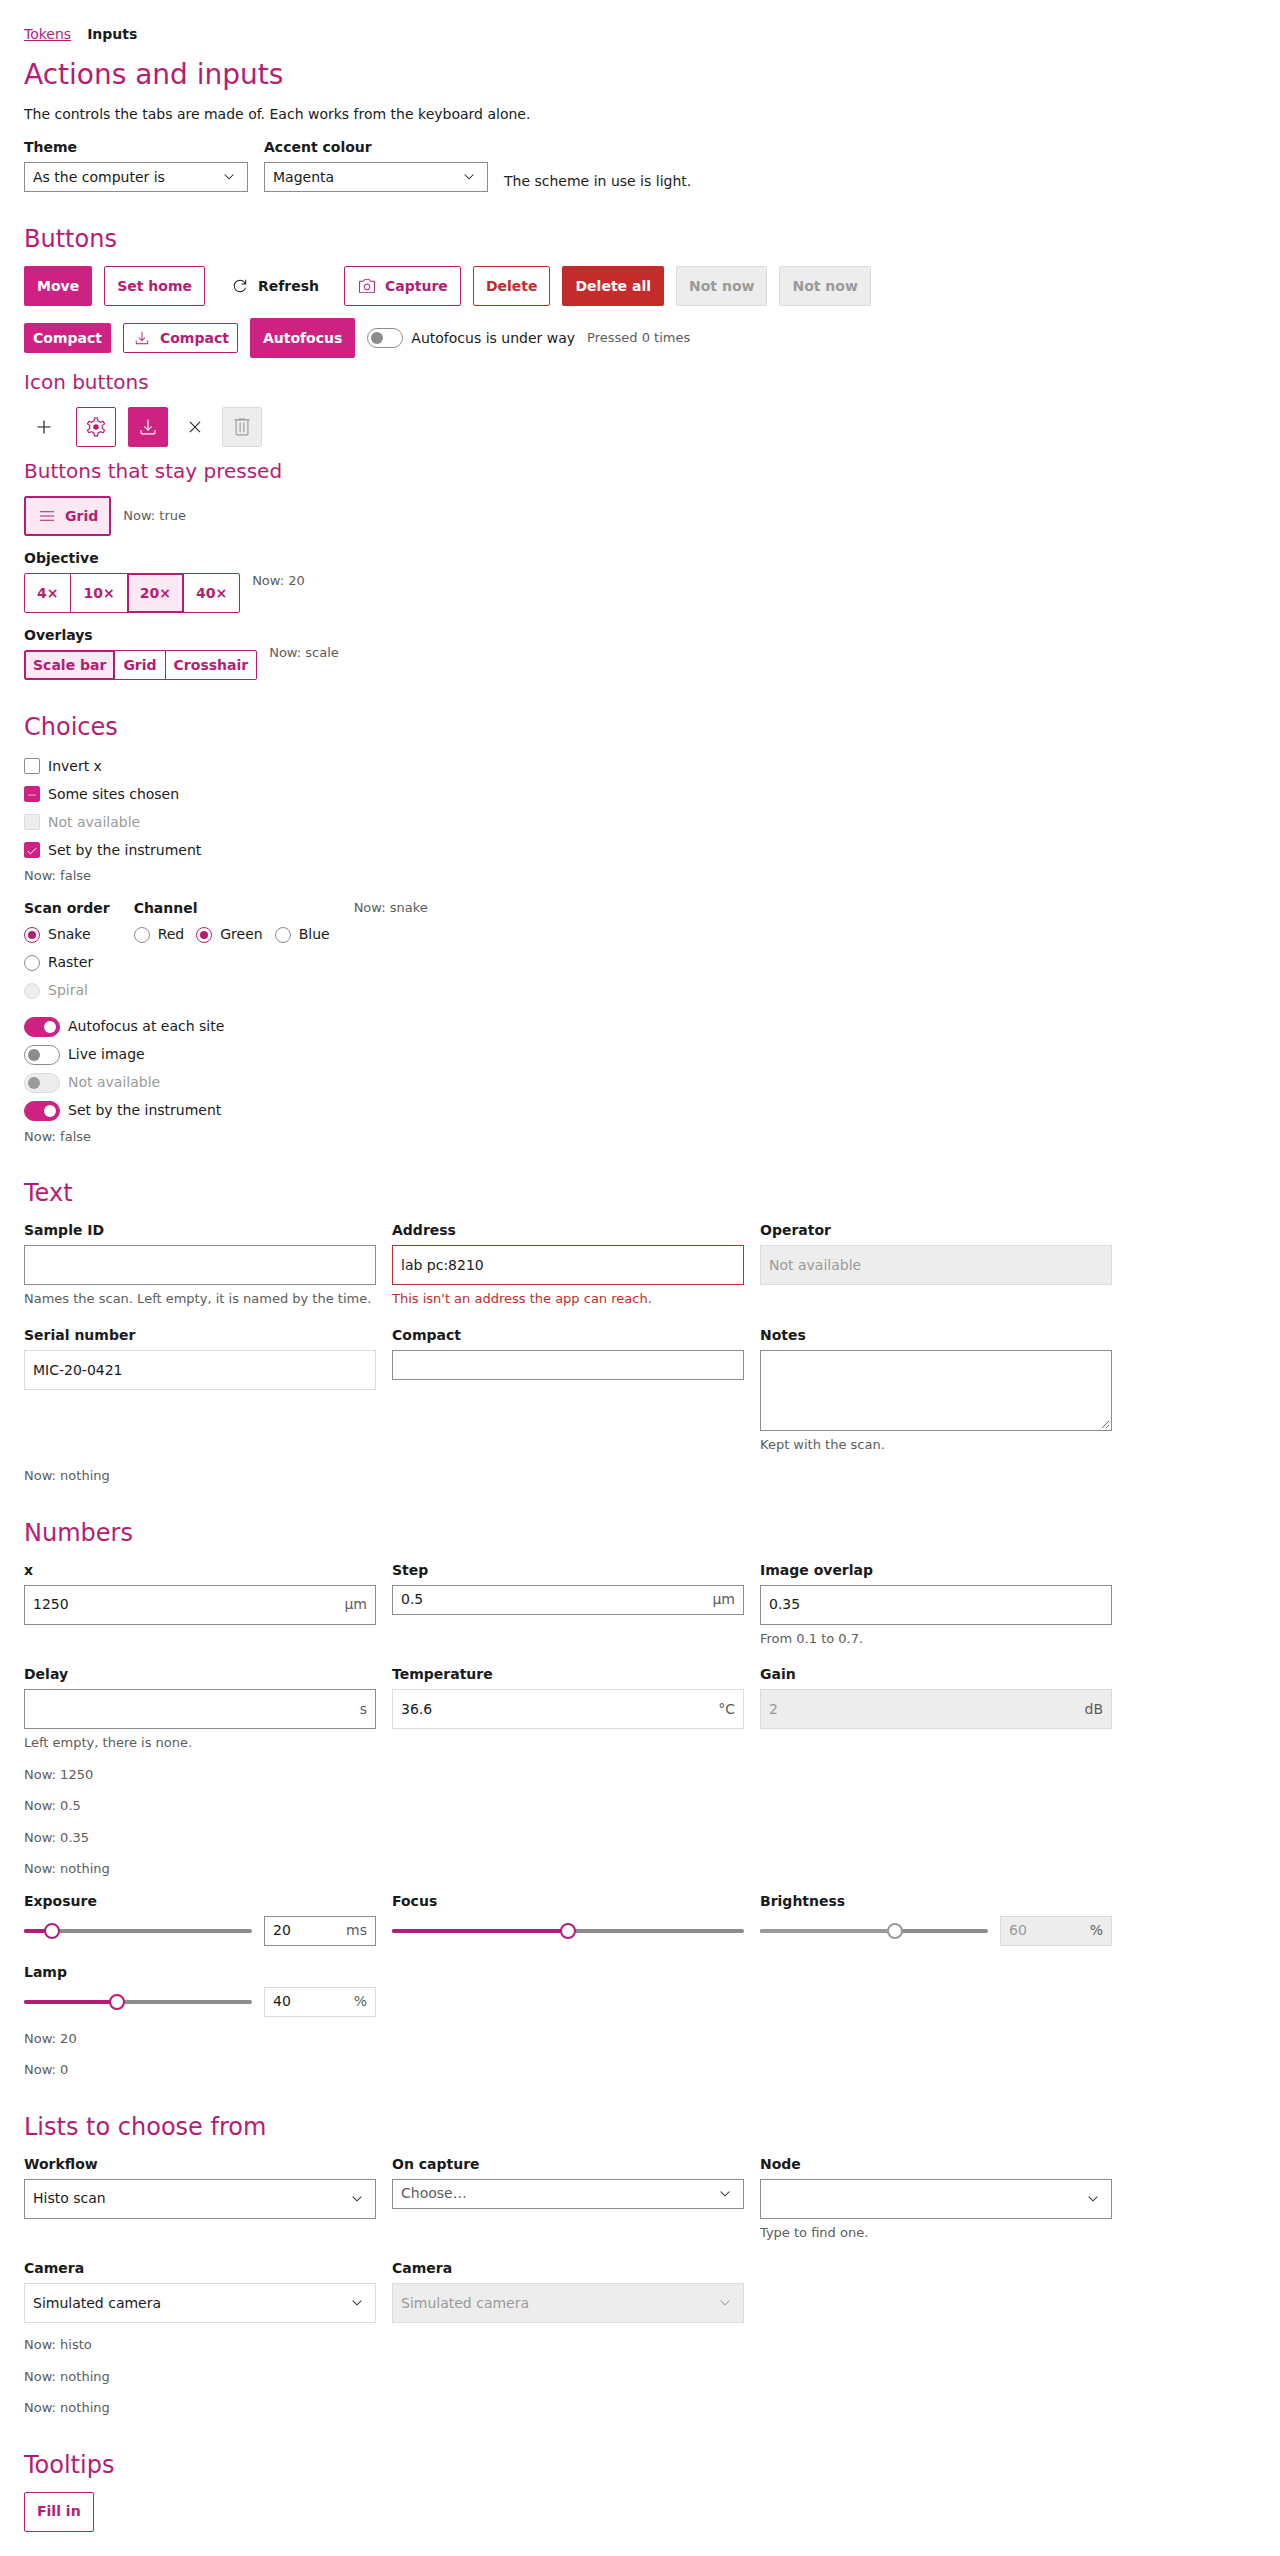 Tokens Inputs
Actions and inputs
The controls the tabs are made of. Each works from the keyboard alone.
Theme Accent colour
As the computer is Magenta The scheme in use is light.
Buttons
Move Set home Refresh Capture Delete Delete all Not now Not now
Compact Compact Autofocus Autofocus is under way Pressed 0 times
Icon buttons
Buttons that stay pressed
Grid Now: true
Objective
4× 10× 20× 40× Now: 20
Overlays
Scale bar Grid Crosshair Now: scale
Choices
Invert x
Some sites chosen
Not available
Set by the instrument
Now: false
Scan order Channel Now: snake
Snake Red Green Blue
Raster
Spiral
Autofocus at each site
Live image
Not available
Set by the instrument
Now: false
Text
Sample ID Address Operator
lab pc:8210 Not available
Names the scan. Left empty, it is named by the time. This isn't an address the app can reach.
Serial number Compact Notes
MIC-20-0421
Kept with the scan.
Now: nothing
Numbers
x Step Image overlap
1250 µm 0.5 µm 0.35
From 0.1 to 0.7.
Delay Temperature Gain
s 36.6 °C 2 dB
Left empty, there is none.
Now: 1250
Now: 0.5
Now: 0.35
Now: nothing
Exposure Focus Brightness
20 ms 60 %
Lamp
40 %
Now: 20
Now: 0
Lists to choose from
Workflow On capture Node
Histo scan Choose…
Type to find one.
Camera Camera
Simulated camera Simulated camera
Now: histo
Now: nothing
Now: nothing
Tooltips
Fill in